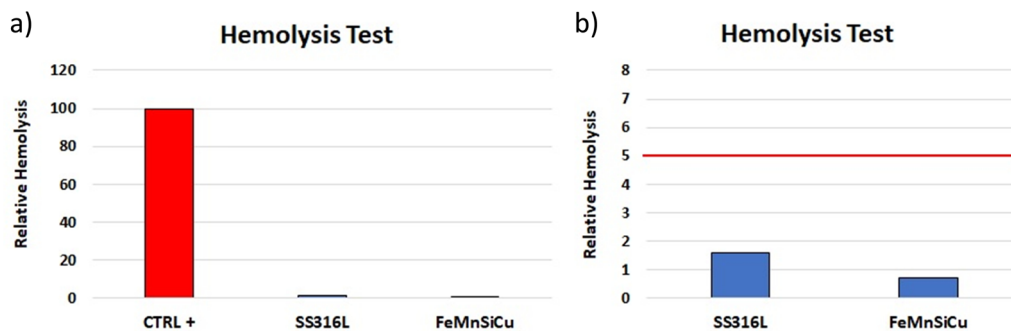 a)
Hemolysis Test
Relative Hemolysis
120
100
80
60
40
20
0
CTRL +
SS316L
FeMnSiCu
b)
Hemolysis Test
Relative Hemolysis
8
7
6
5
4
3
2
1
0
SS316L
FeMnSiCu